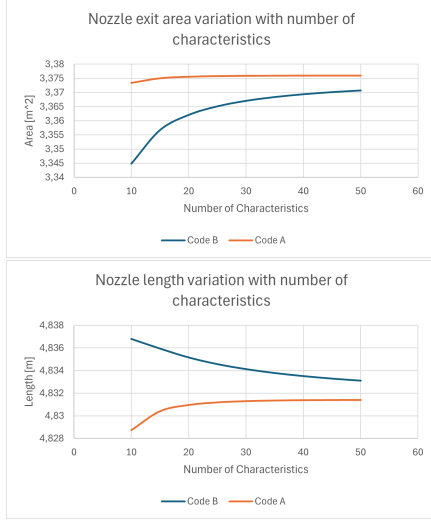 Nozzle exit area variation with number of
characteristics
3,38
3,375
3,37
3,365
3,36
3,355
3,35
3,345
3,34
Area [m^2]
0 10 20 30 40 50 60
Number of Characteristics
Code B Code A
Nozzle length variation with number of
characteristics
4,838
4,836
4,834
4,832
4,83
4,828
Length [m]
0 10 20 30 40 50 60
Number of Characteristics
Code B Code A